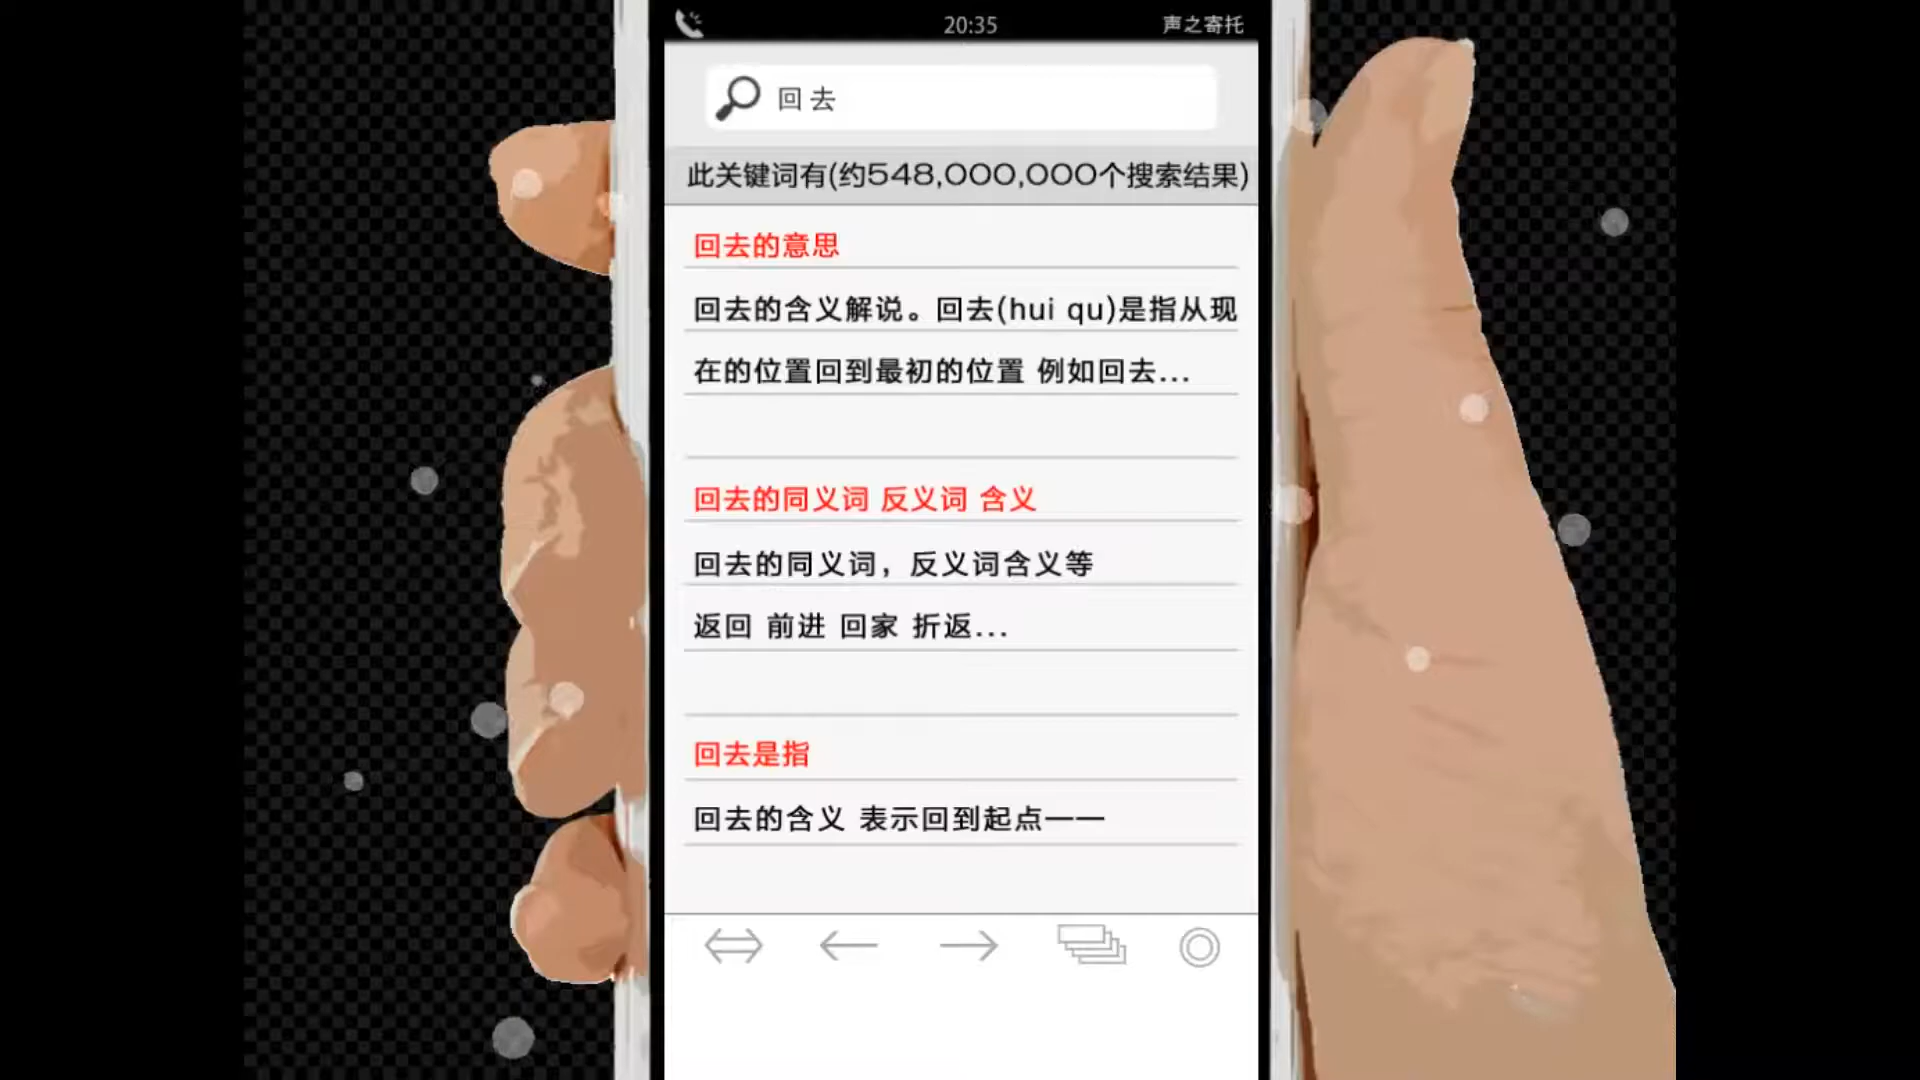 20:35 声之寄托
回去
此关键词有(约548,000,000个搜索结果)
回去的意思
回去的含义解说。回去(hui qu)是指从现
在的位置回到最初的位置 例如回去...
回去的同义词 反义词 含义
回去的同义词，反义词含义等
返回 前进 回家 折返...
回去是指
回去的含义 表示回到起点——